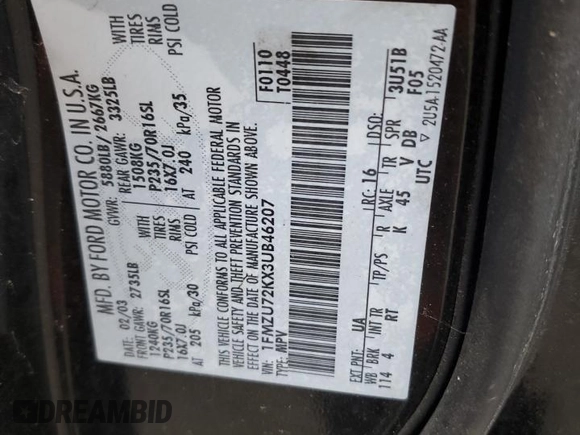 MFD. BY FORD MOTOR CO. IN U.S.A.
DATE: 02/03 GVWR: 5880LB/ 2667KG
FRONT GAWR: 2735LB REAR GAWR: 3325LB
1240KG 1508KG
P235/70R16SL TIRES P235/70R16SL TIRES
16X7.0J RIMS 16X7.0J RIMS
AT 205 kPa/30 PSI COLD AT 240 kPa/35 PSI COLD
THIS VEHICLE CONFORMS TO ALL APPLICABLE FEDERAL MOTOR
VEHICLE SAFETY AND THEFT PREVENTION STANDARDS IN
EFFECT ON THE DATE OF MANUFACTURE SHOWN ABOVE.
VIN: 1FMZU72KX3UB46207 F0110
TYPE: MPV T0448
EXT PNT: UA RC: 16 DSO:
WB BRK INT TR TP/PS R AXLE TR SPR 3U51B
114 4 RT K 45 V DB F05
UTC ▽ 2U5A-1520472-AA
DREAMBID